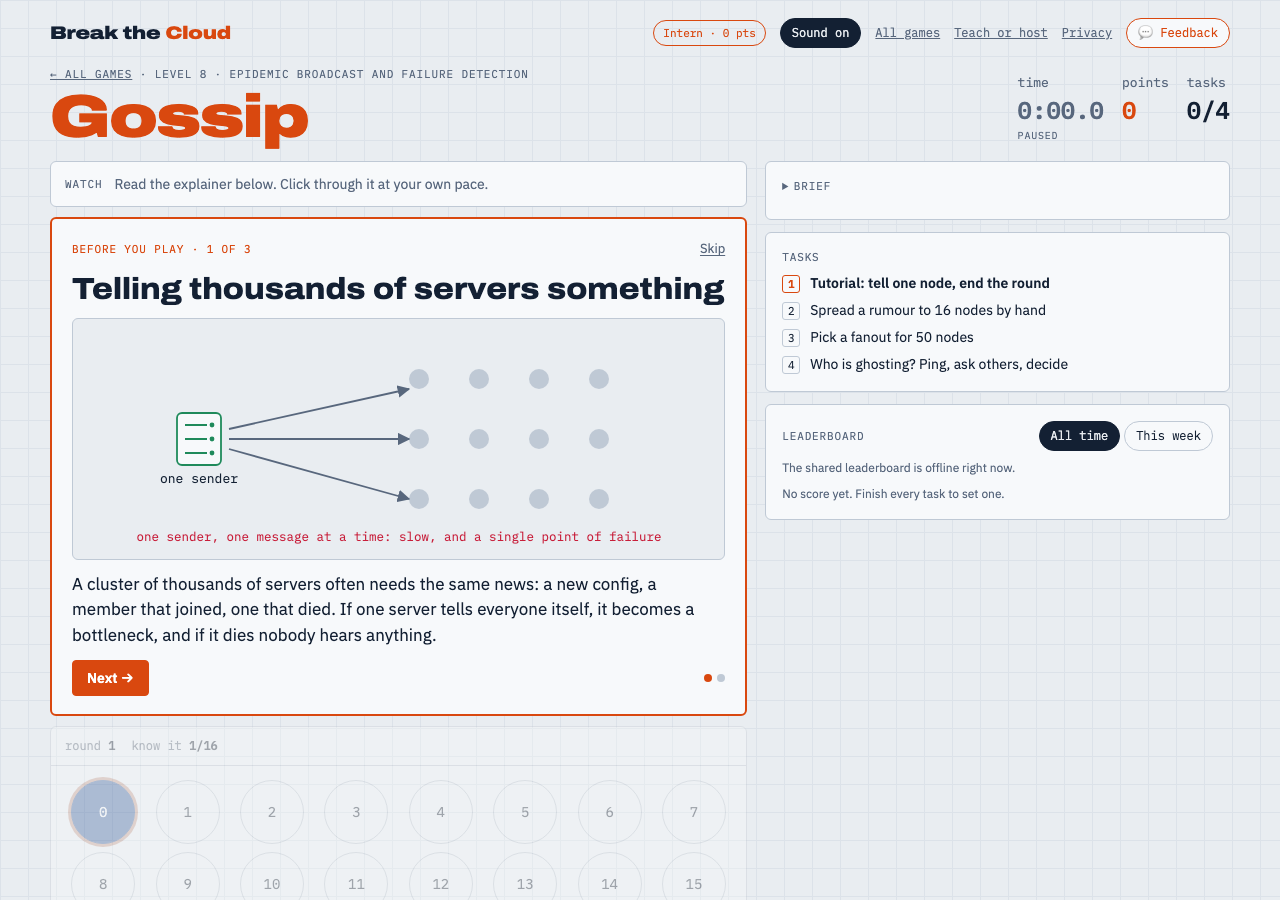 Break the Cloud
Intern · 0 pts
Sound on
All games
Teach or host
Privacy
💬 Feedback
← ALL GAMES · LEVEL 8 · EPIDEMIC BROADCAST AND FAILURE DETECTION
Gossip
time
0:00.0
PAUSED
points
0
tasks
0/4
WATCH Read the explainer below. Click through it at your own pace.
BEFORE YOU PLAY · 1 OF 3
Skip
Telling thousands of servers something
one sender
one sender, one message at a time: slow, and a single point of failure
A cluster of thousands of servers often needs the same news: a new config, a
member that joined, one that died. If one server tells everyone itself, it becomes a
bottleneck, and if it dies nobody hears anything.
Next →
round 1 know it 1/16
0 1 2 3 4 5 6 7
8 9 10 11 12 13 14 15
▶ BRIEF
TASKS
1 Tutorial: tell one node, end the round
2 Spread a rumour to 16 nodes by hand
3 Pick a fanout for 50 nodes
4 Who is ghosting? Ping, ask others, decide
LEADERBOARD
All time
This week
The shared leaderboard is offline right now.
No score yet. Finish every task to set one.